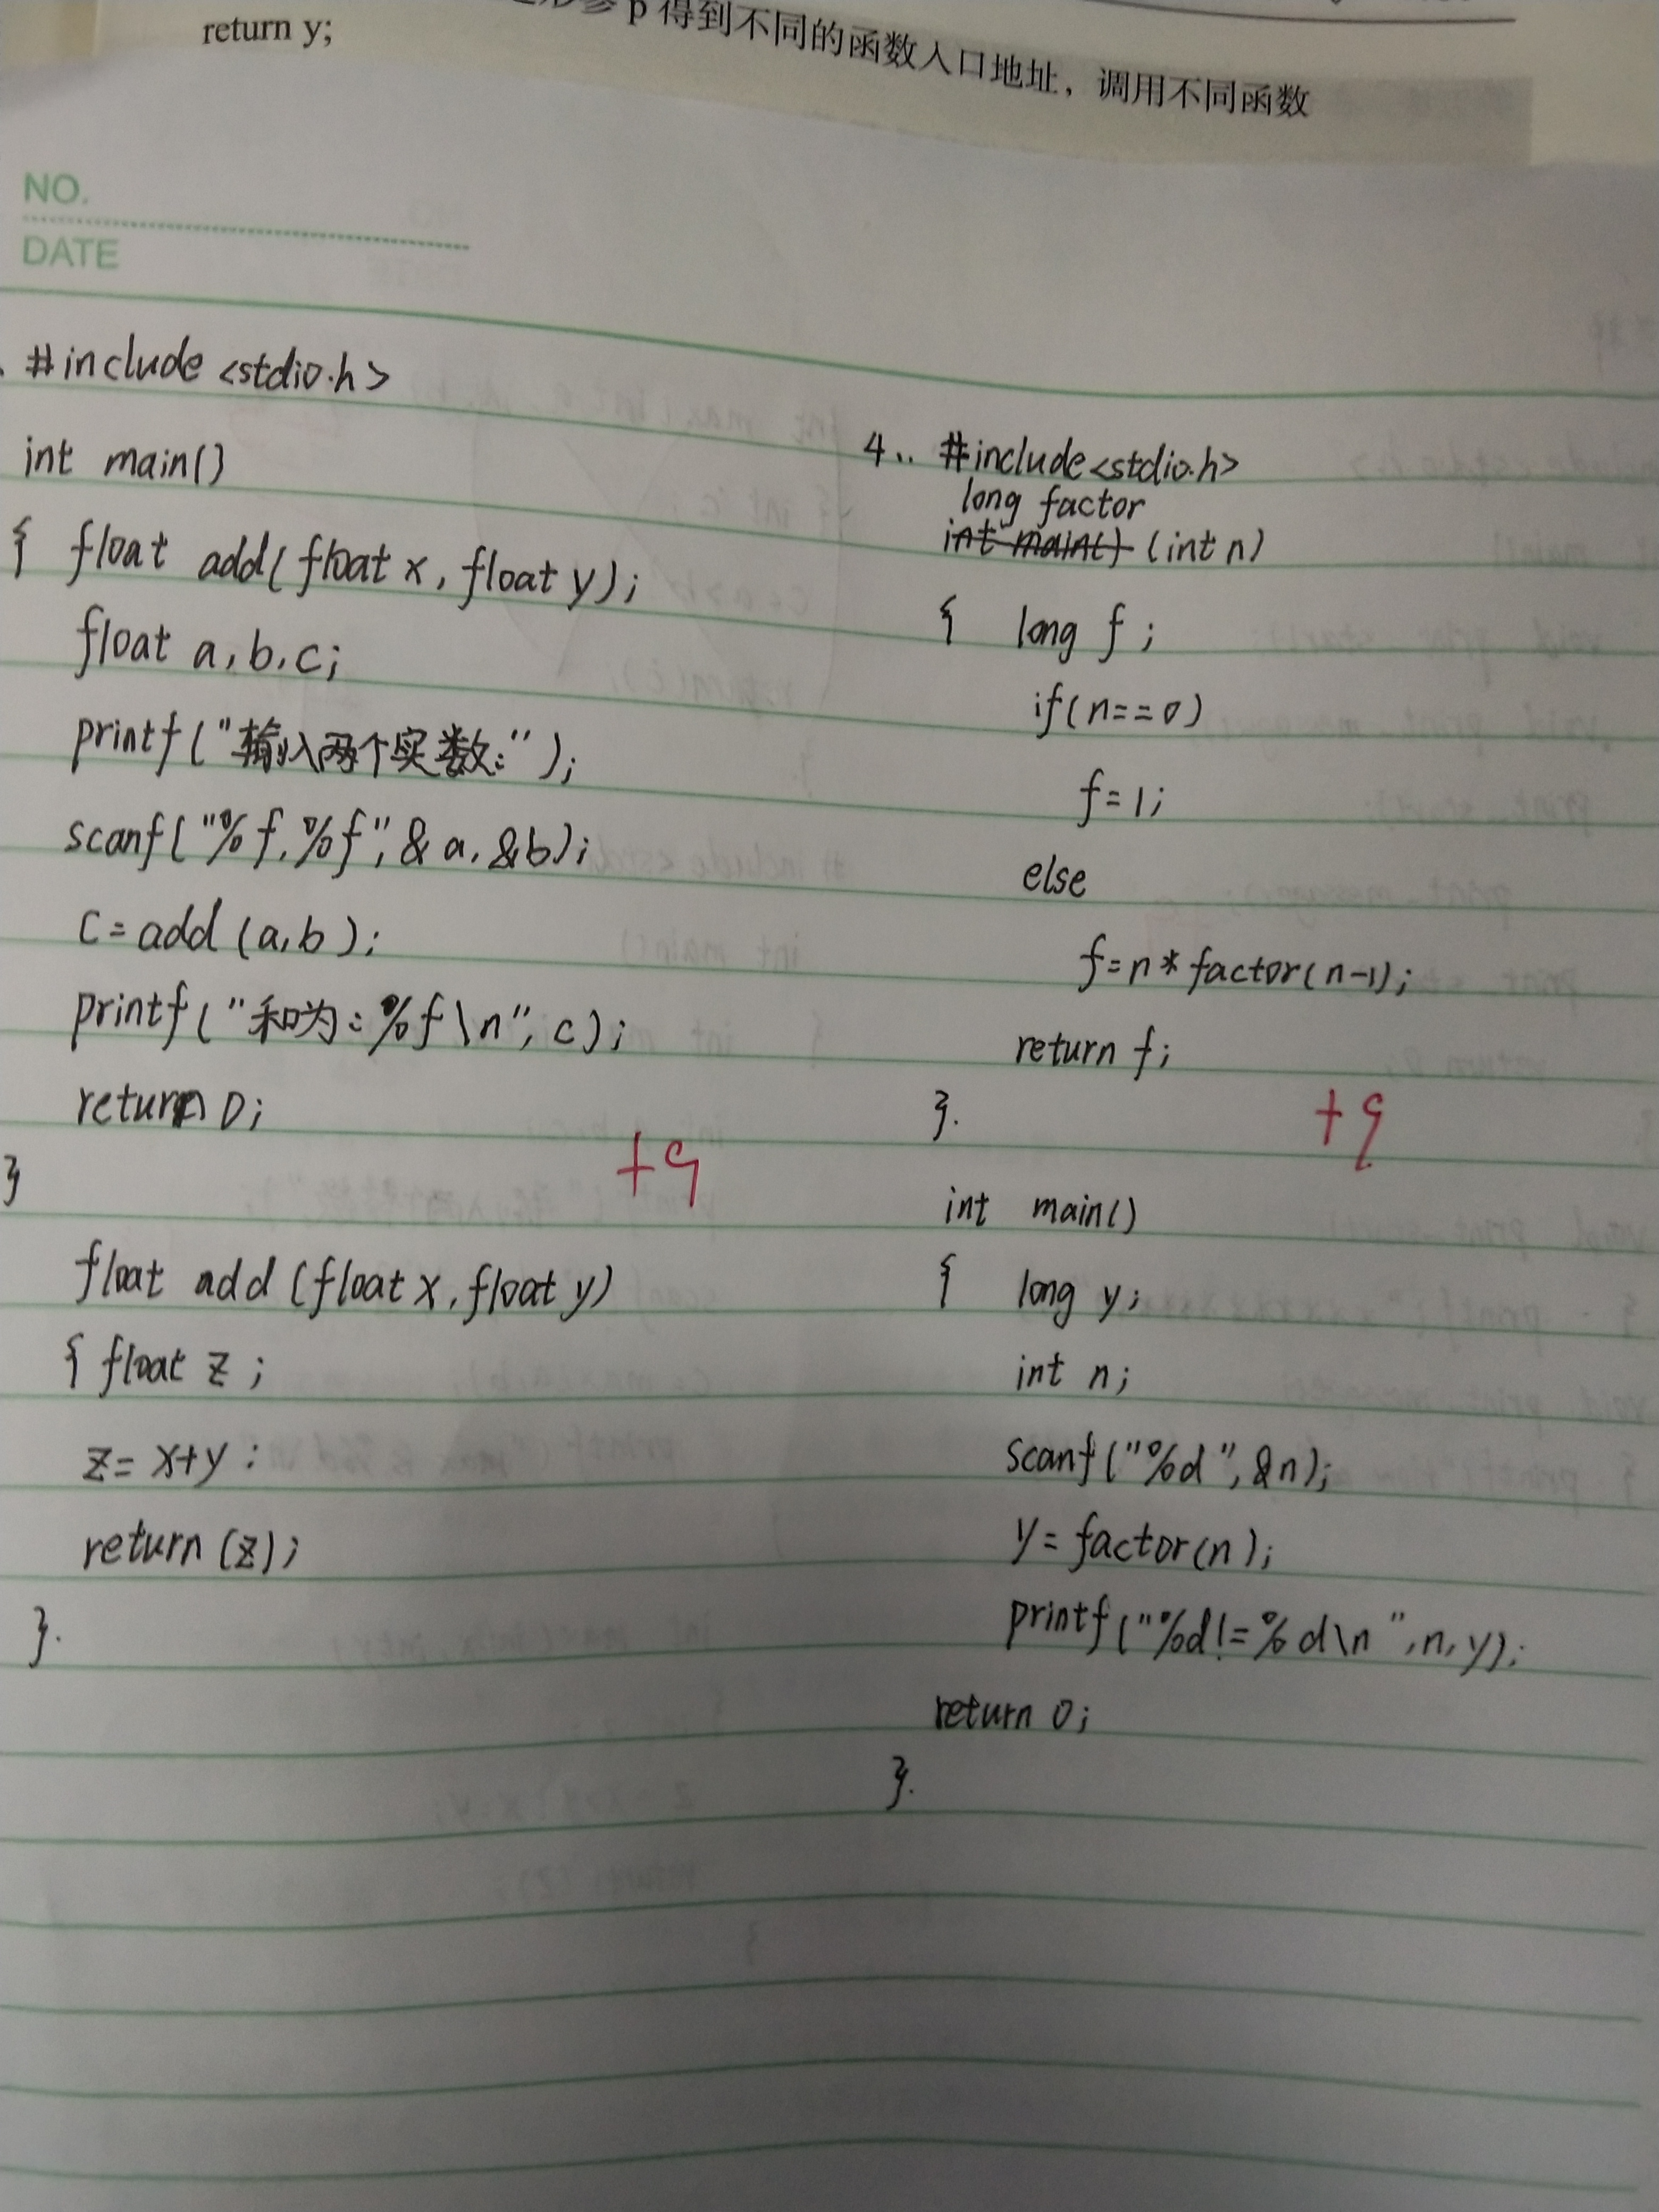 return y;
p 得到不同的函数入口地址，调用不同函数
NO.
DATE
#include <stdio.h>
int main()
{ float add(float x, float y);
float a, b, c;
printf("输入两个实数:");
scanf("%f,%f",&a,&b);
c=add(a,b);
printf("和为:%f\n",c);
return 0;
}
+9
float add(float x, float y)
{ float z;
z=x+y:
return(z);
}.
4.. #include<stdio.h>
long factor
int main() (int n)
{ long f;
if(n==0)
f=1;
else
f=n*factor(n-1);
return f;
}.
+9
int main()
{ long y;
int n;
scanf("%d",&n);
y=factor(n);
printf("%d!=%d\n",n,y);
return 0;
}.